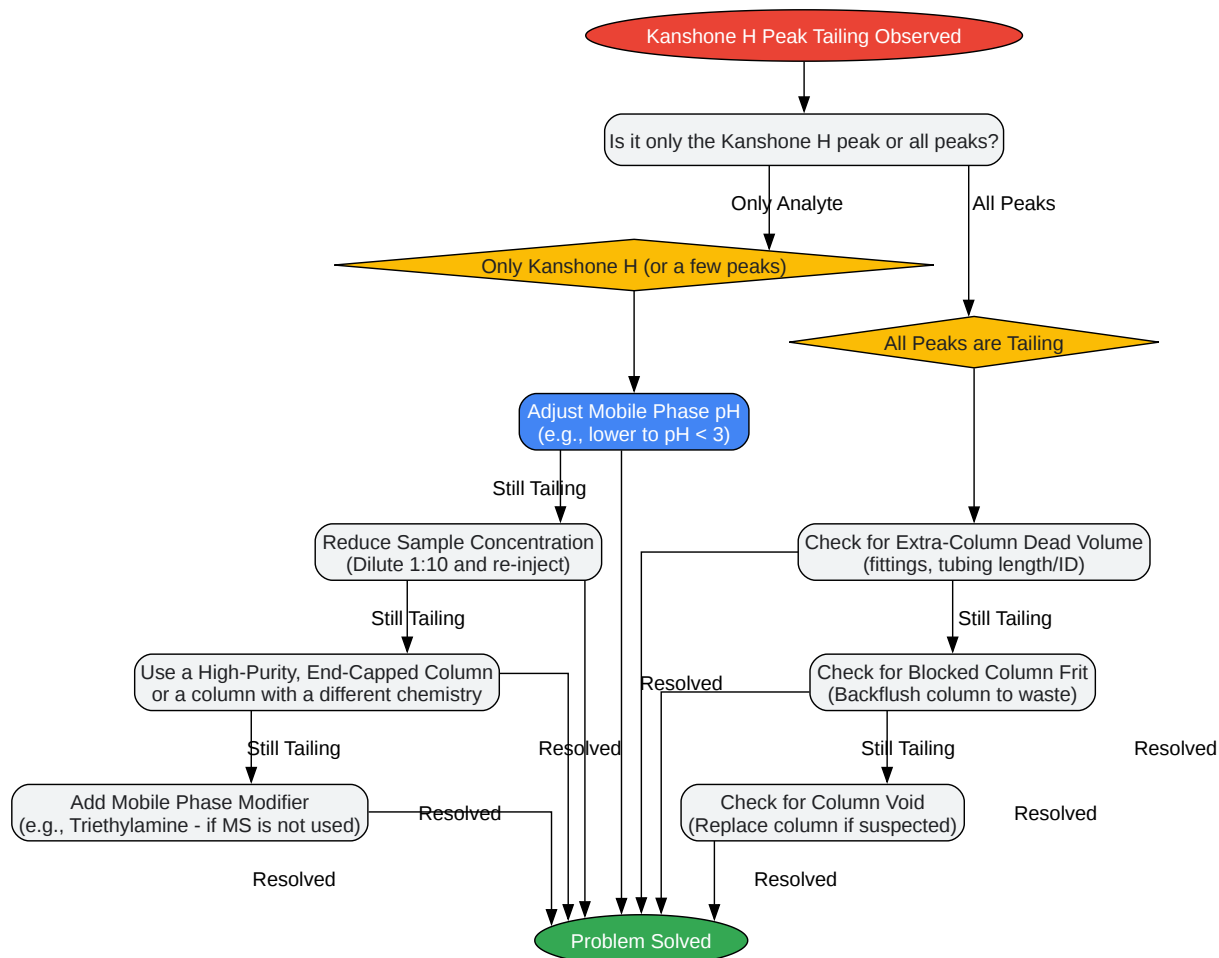 Kanshone H Peak Tailing Observed
Is it only the Kanshone H peak or all peaks?
Only Analyte
All Peaks
Only Kanshone H (or a few peaks)
All Peaks are Tailing
Adjust Mobile Phase pH
(e.g., lower to pH < 3)
Still Tailing
Reduce Sample Concentration
(Dilute 1:10 and re-inject)
Check for Extra-Column Dead Volume
(fittings, tubing length/ID)
Still Tailing
Still Tailing
Use a High-Purity, End-Capped Column
or a column with a different chemistry
Resolved
Check for Blocked Column Frit
(Backflush column to waste)
Still Tailing
Resolved
Still Tailing
Resolved
Add Mobile Phase Modifier
(e.g., Triethylamine - if MS is not used)
Resolved
Check for Column Void
(Replace column if suspected)
Resolved
Resolved
Resolved
Problem Solved